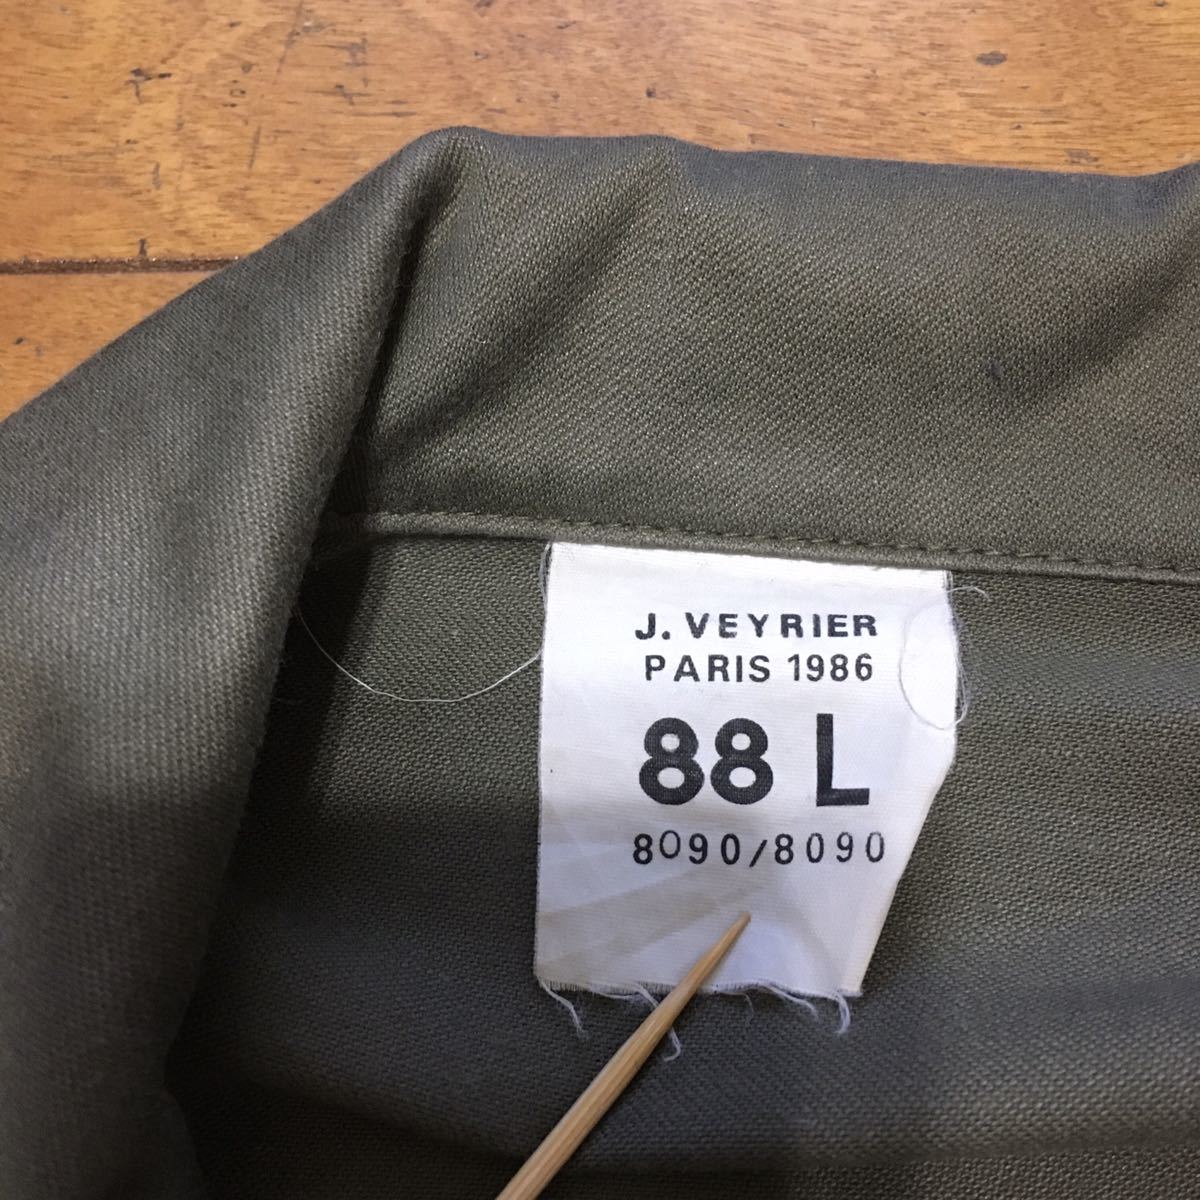 J. VEYRIER
PARIS 1986
88 L
8090/8090